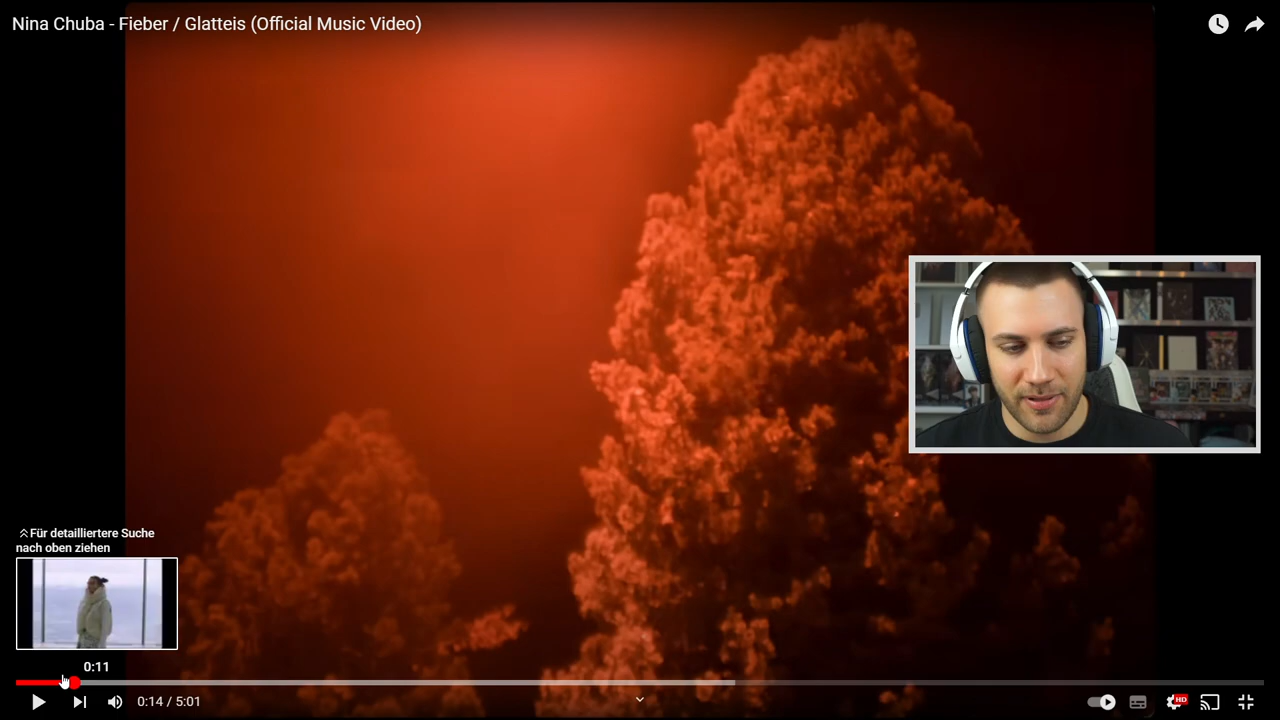 Nina Chuba - Fieber / Glatteis (Official Music Video)
Für detailliertere Suche
nach oben ziehen
0:11
0:14 / 5:01
HD